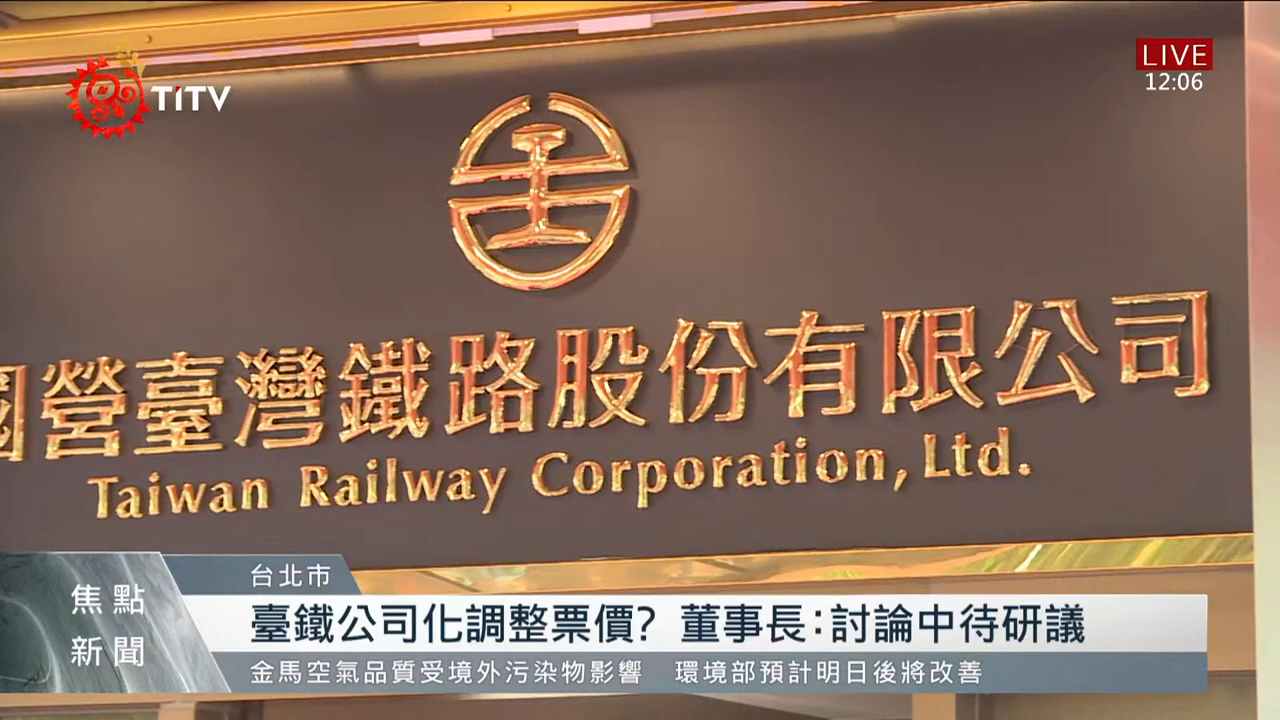 TiTV
LIVE
12:06
國營臺灣鐵路股份有限公司
Taiwan Railway Corporation, Ltd.
焦點
新聞
台北市
臺鐵公司化調整票價? 董事長:討論中待研議
金馬空氣品質受境外污染物影響 環境部預計明日後將改善